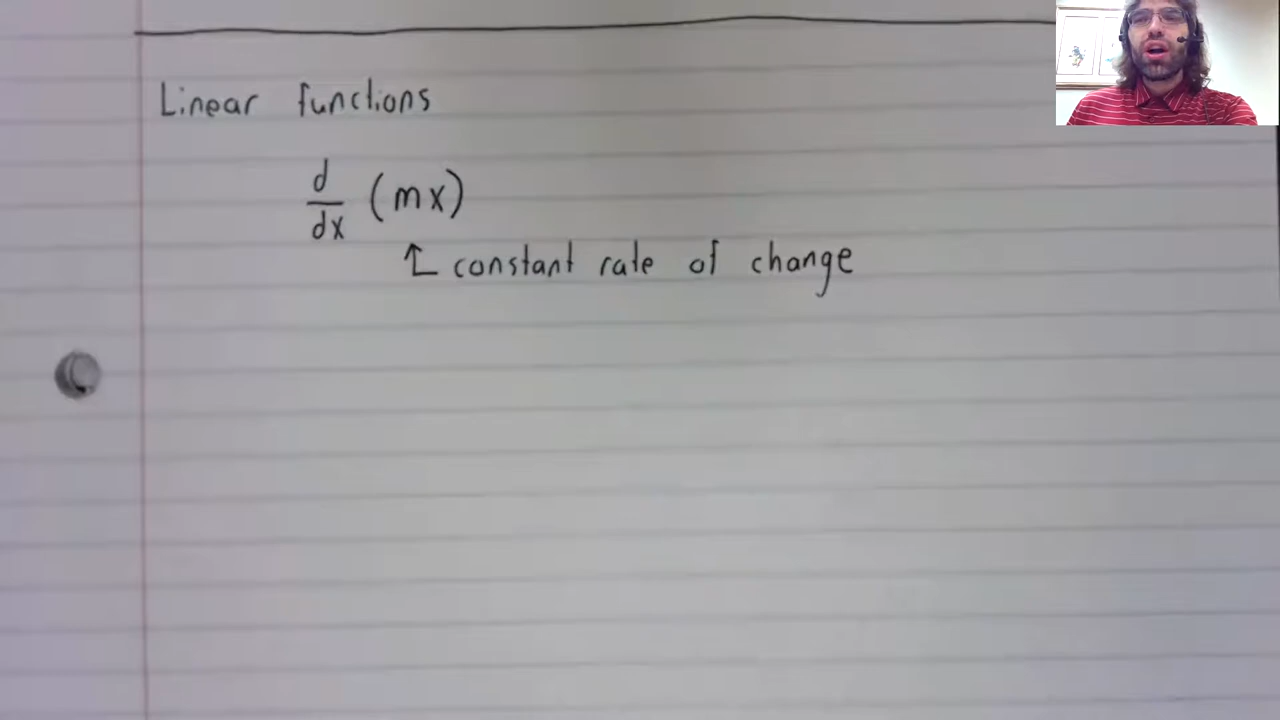 Linear functions
d/dx (mx)
↑ constant rate of change